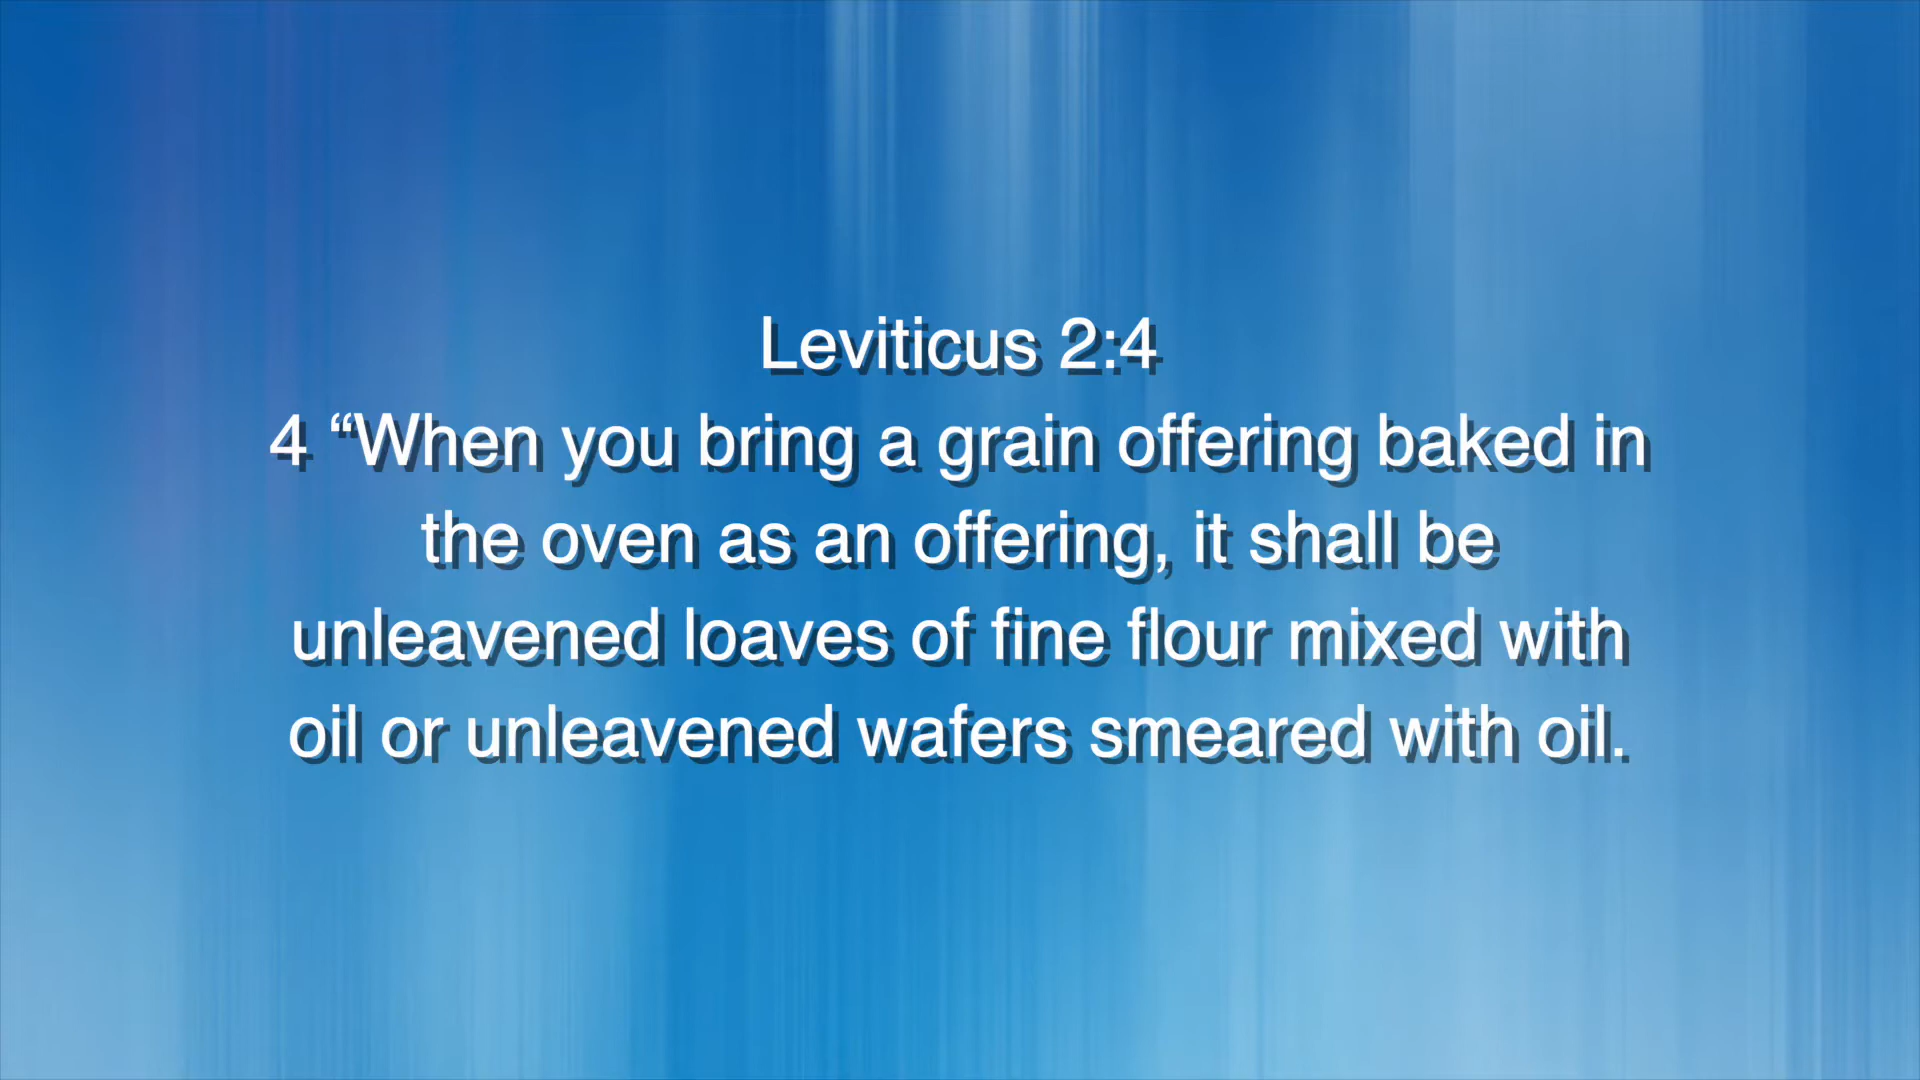 Leviticus 2:4
4 “When you bring a grain offering baked in
the oven as an offering, it shall be
unleavened loaves of fine flour mixed with
oil or unleavened wafers smeared with oil.